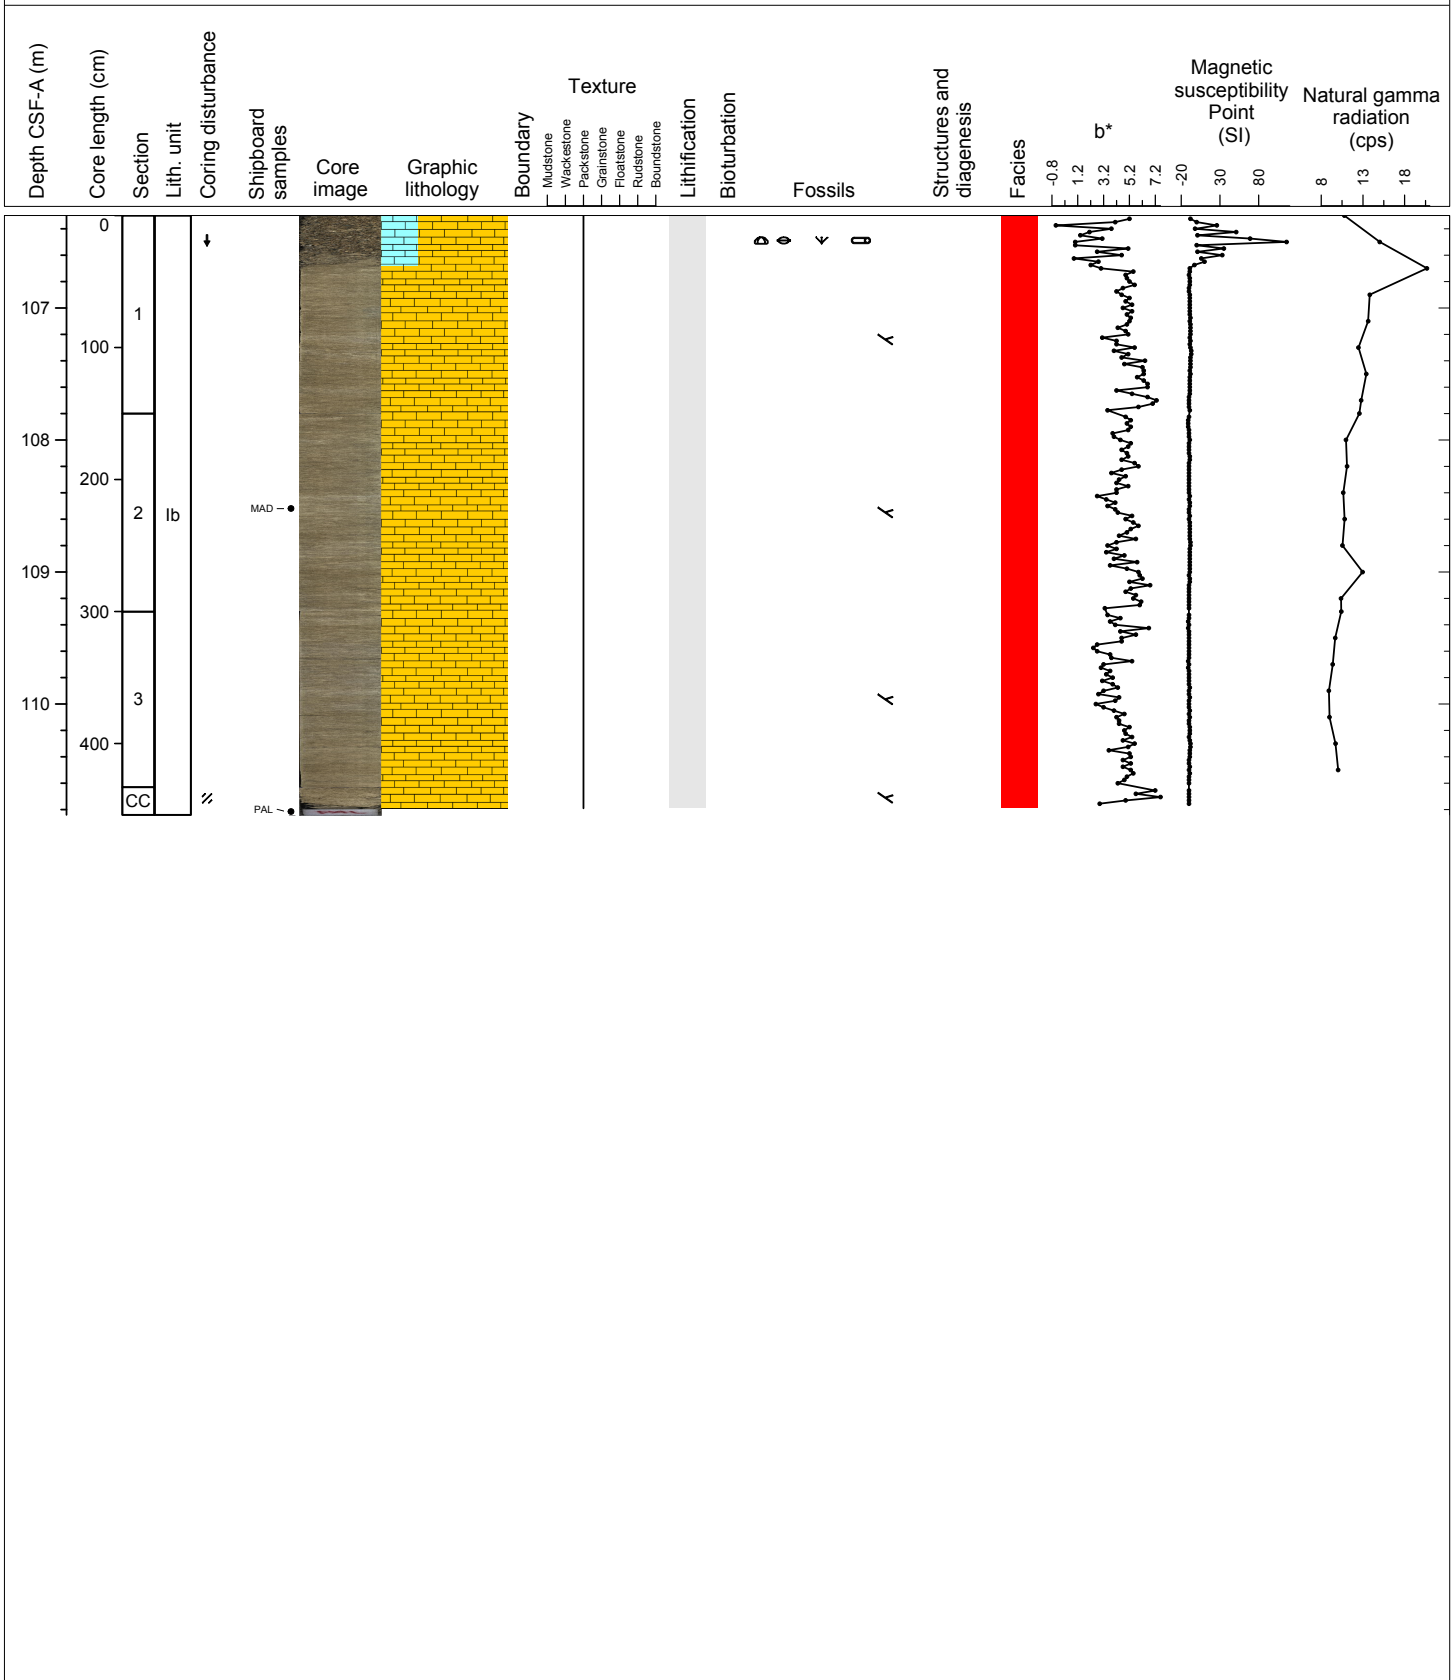 Depth CSF-A (m)
Core length (cm)
Section
Lith. unit
Coring disturbance
Shipboard
samples
Core
image
Graphic
lithology
Boundary
Texture
Mudstone
Wackestone
Packstone
Grainstone
Floatstone
Rudstone
Boundstone
Lithification
Bioturbation
Fossils
Structures and
diagenesis
Facies
b*
-0.8
1.2
3.2
5.2
7.2
Magnetic
susceptibility
Point
(SI)
-20
30
80
Natural gamma
radiation
(cps)
8
13
18
0
107
1
100
108
200
MAD
2
Ib
109
300
110
3
400
CC
PAL